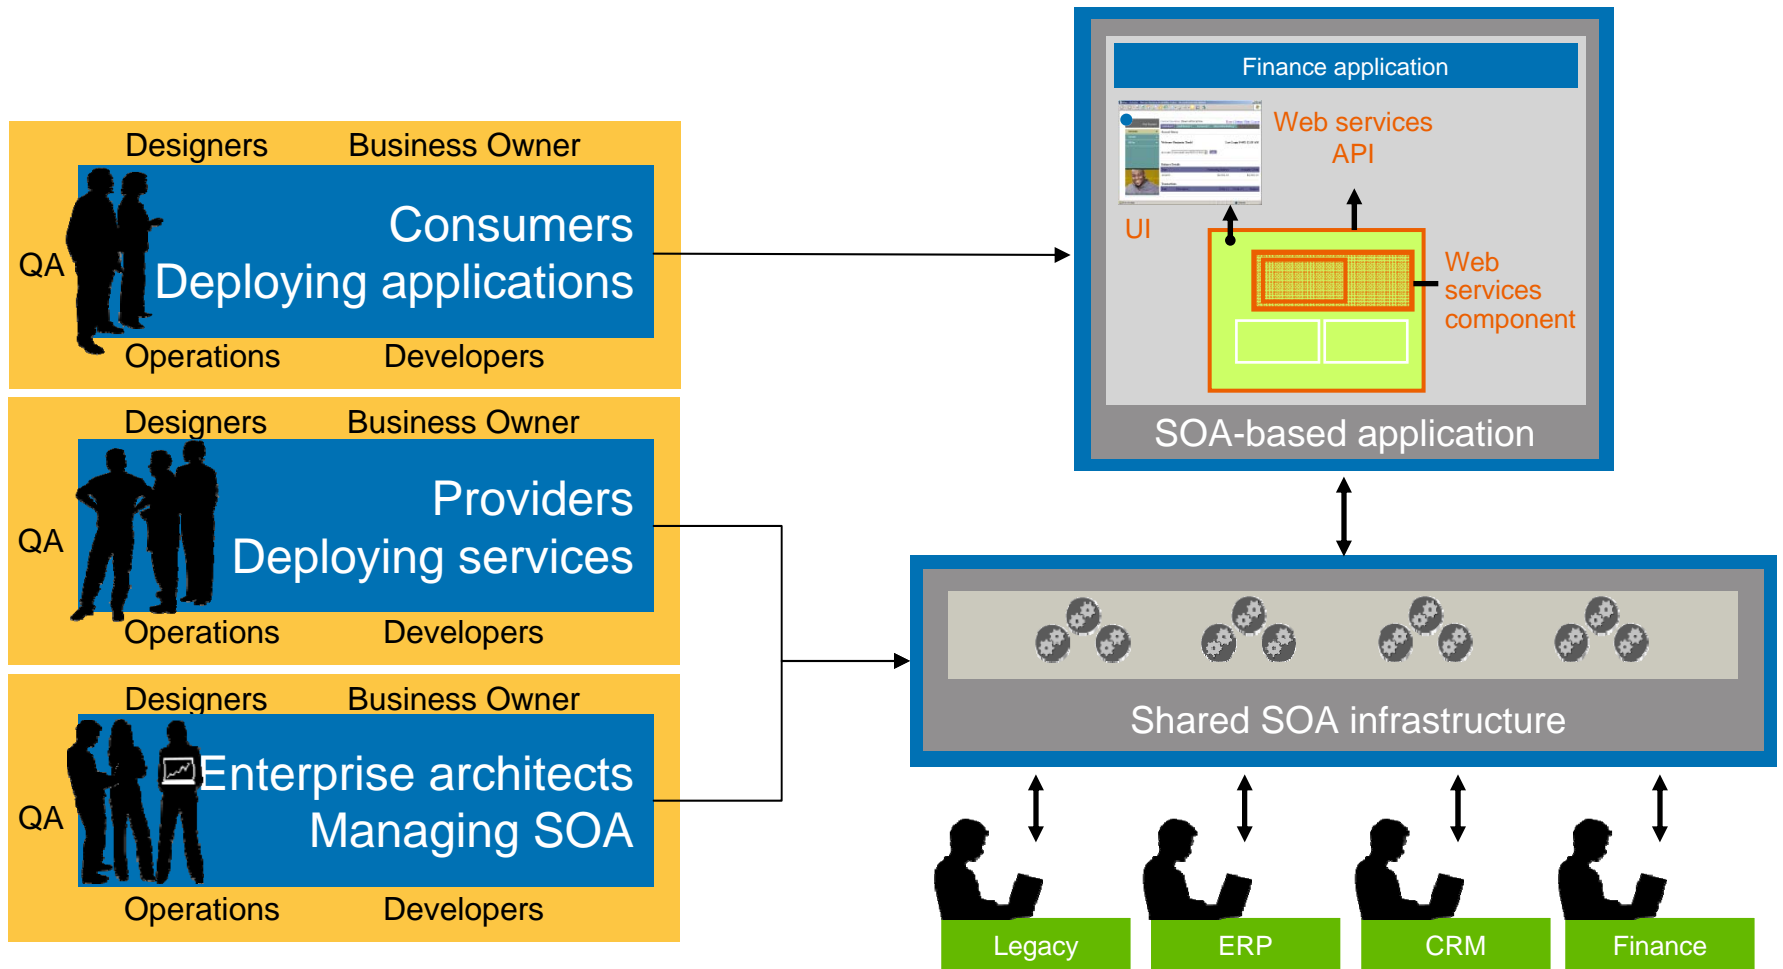 Designers Business Owner
QA
Consumers
Deploying applications
Operations Developers
Designers Business Owner
QA
Providers
Deploying services
Operations Developers
Designers Business Owner
QA
Enterprise architects
Managing SOA
Operations Developers
Finance application
Web services
API
UI
Web
services
component
SOA-based application
Shared SOA infrastructure
Legacy
ERP
CRM
Finance